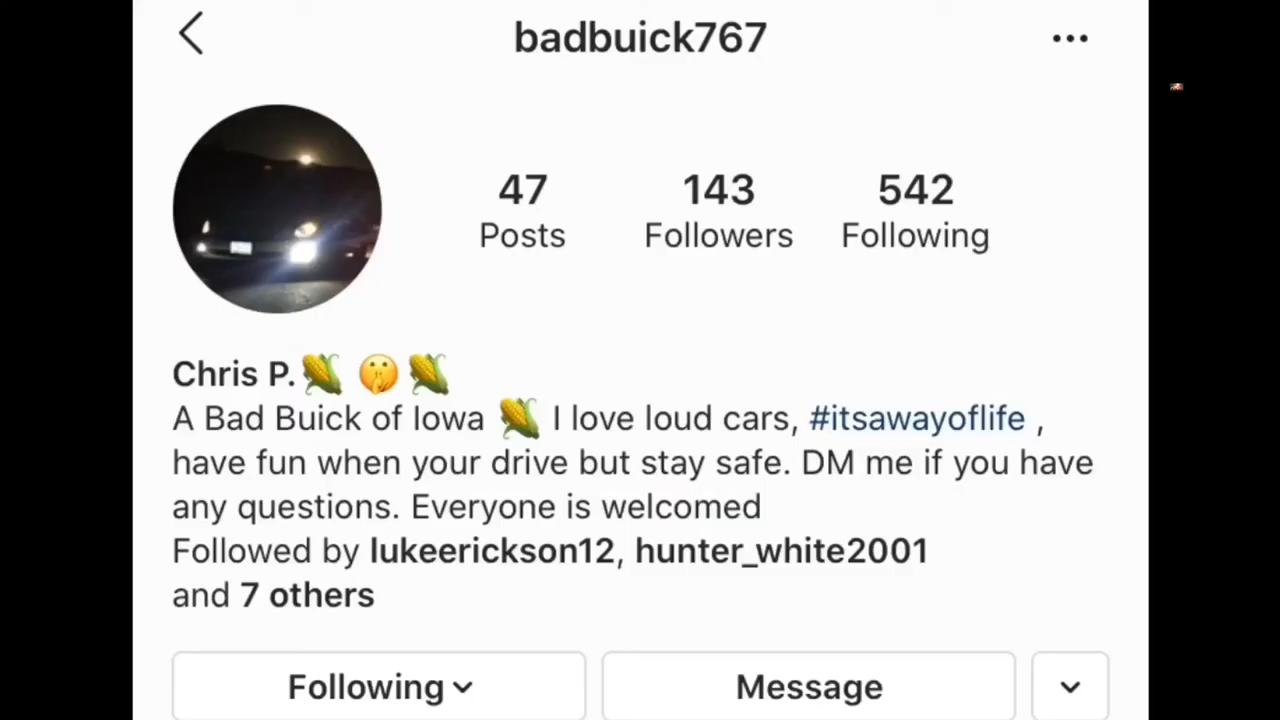 badbuick767
47 143 542
Posts Followers Following
Chris P.🌽 🤫 🌽
A Bad Buick of Iowa 🌽 I love loud cars, #itsawayoflife ,
have fun when your drive but stay safe. DM me if you have
any questions. Everyone is welcomed
Followed by lukeerickson12, hunter_white2001
and 7 others
Following Message